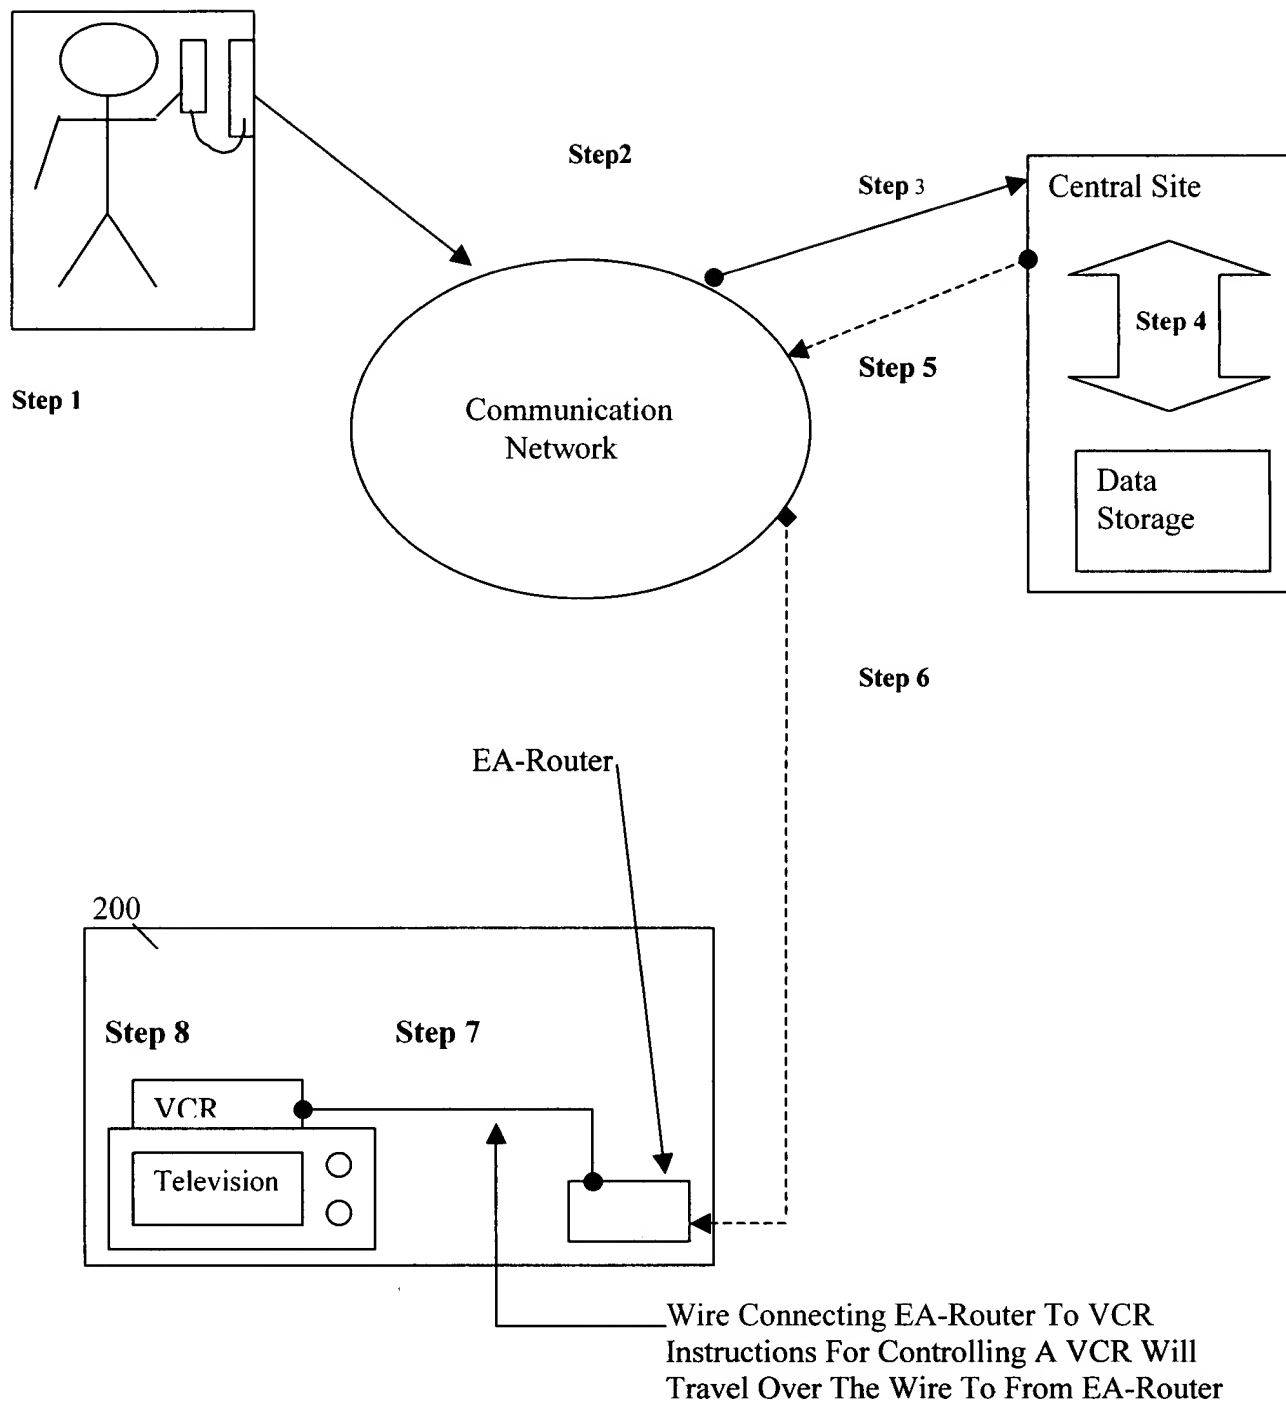 Step2
Step 3
Central Site
Step 4
Step 5
Step 1
Communication
Network
Data
Storage
Step 6
EA-Router
200
Step 8
Step 7
VCR
Television
Wire Connecting EA-Router To VCR
Instructions For Controlling A VCR Will
Travel Over The Wire To From EA-Router